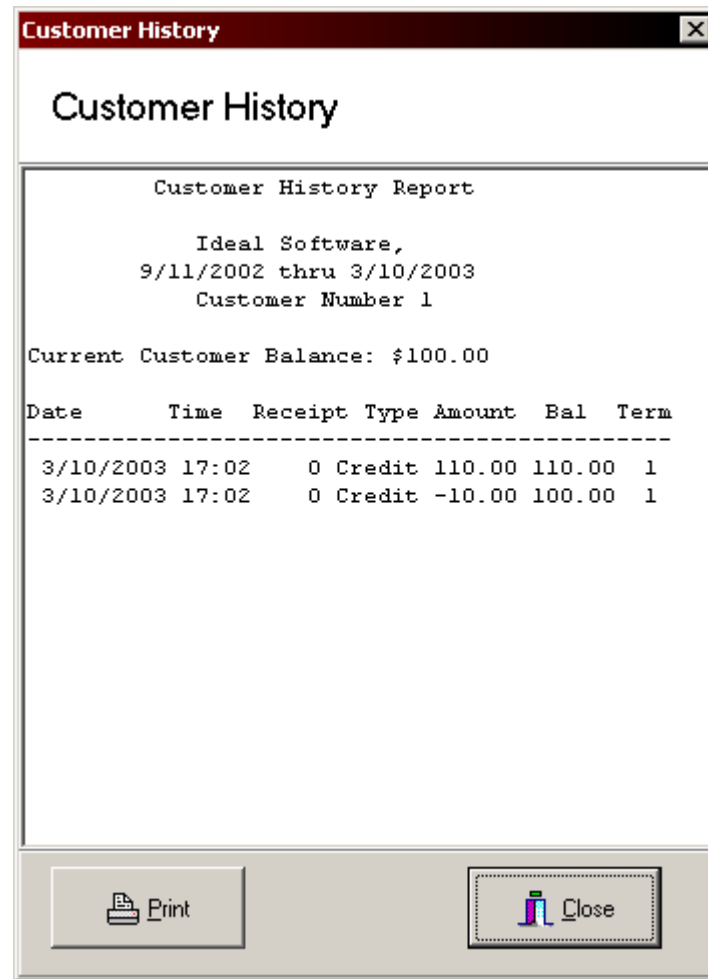 Customer History
Customer History
Customer History Report
Ideal Software,
9/11/2002 thru 3/10/2003
Customer Number 1
Current Customer Balance: $100.00
Date Time Receipt Type Amount Bal Term
----------------------------------------------
3/10/2003 17:02 0 Credit 110.00 110.00 1
3/10/2003 17:02 0 Credit -10.00 100.00 1
Print Close